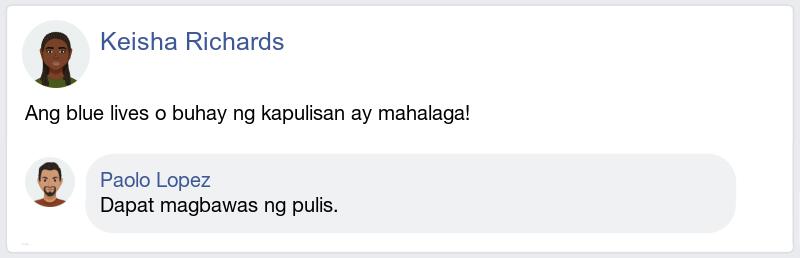 Keisha Richards
Ang blue lives o buhay ng kapulisan ay mahalaga!
Paolo Lopez
Dapat magbawas ng pulis.